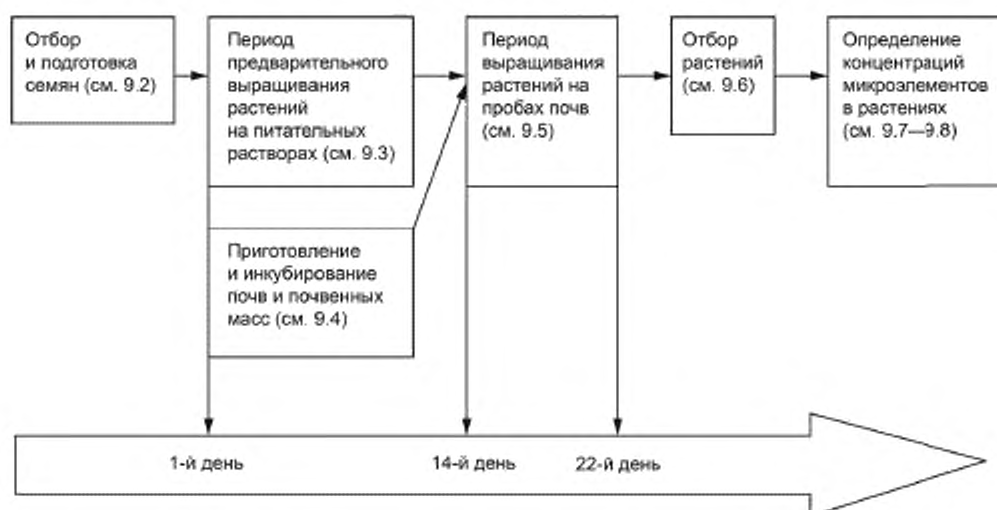 Отбор
и подготовка
семян (см. 9.2)
Период
предварительного
выращивания
растений
на питательных
растворах (см. 9.3)
Период
выращивания
растений на
пробах почв
(см. 9.5)
Отбор
растений
(см. 9.6)
Определение
концентраций
микроэлементов
в растениях
(см. 9.7—9.8)
Приготовление
и инкубирование
почв и почвенных
масс (см. 9.4)
1-й день
14-й день
22-й день